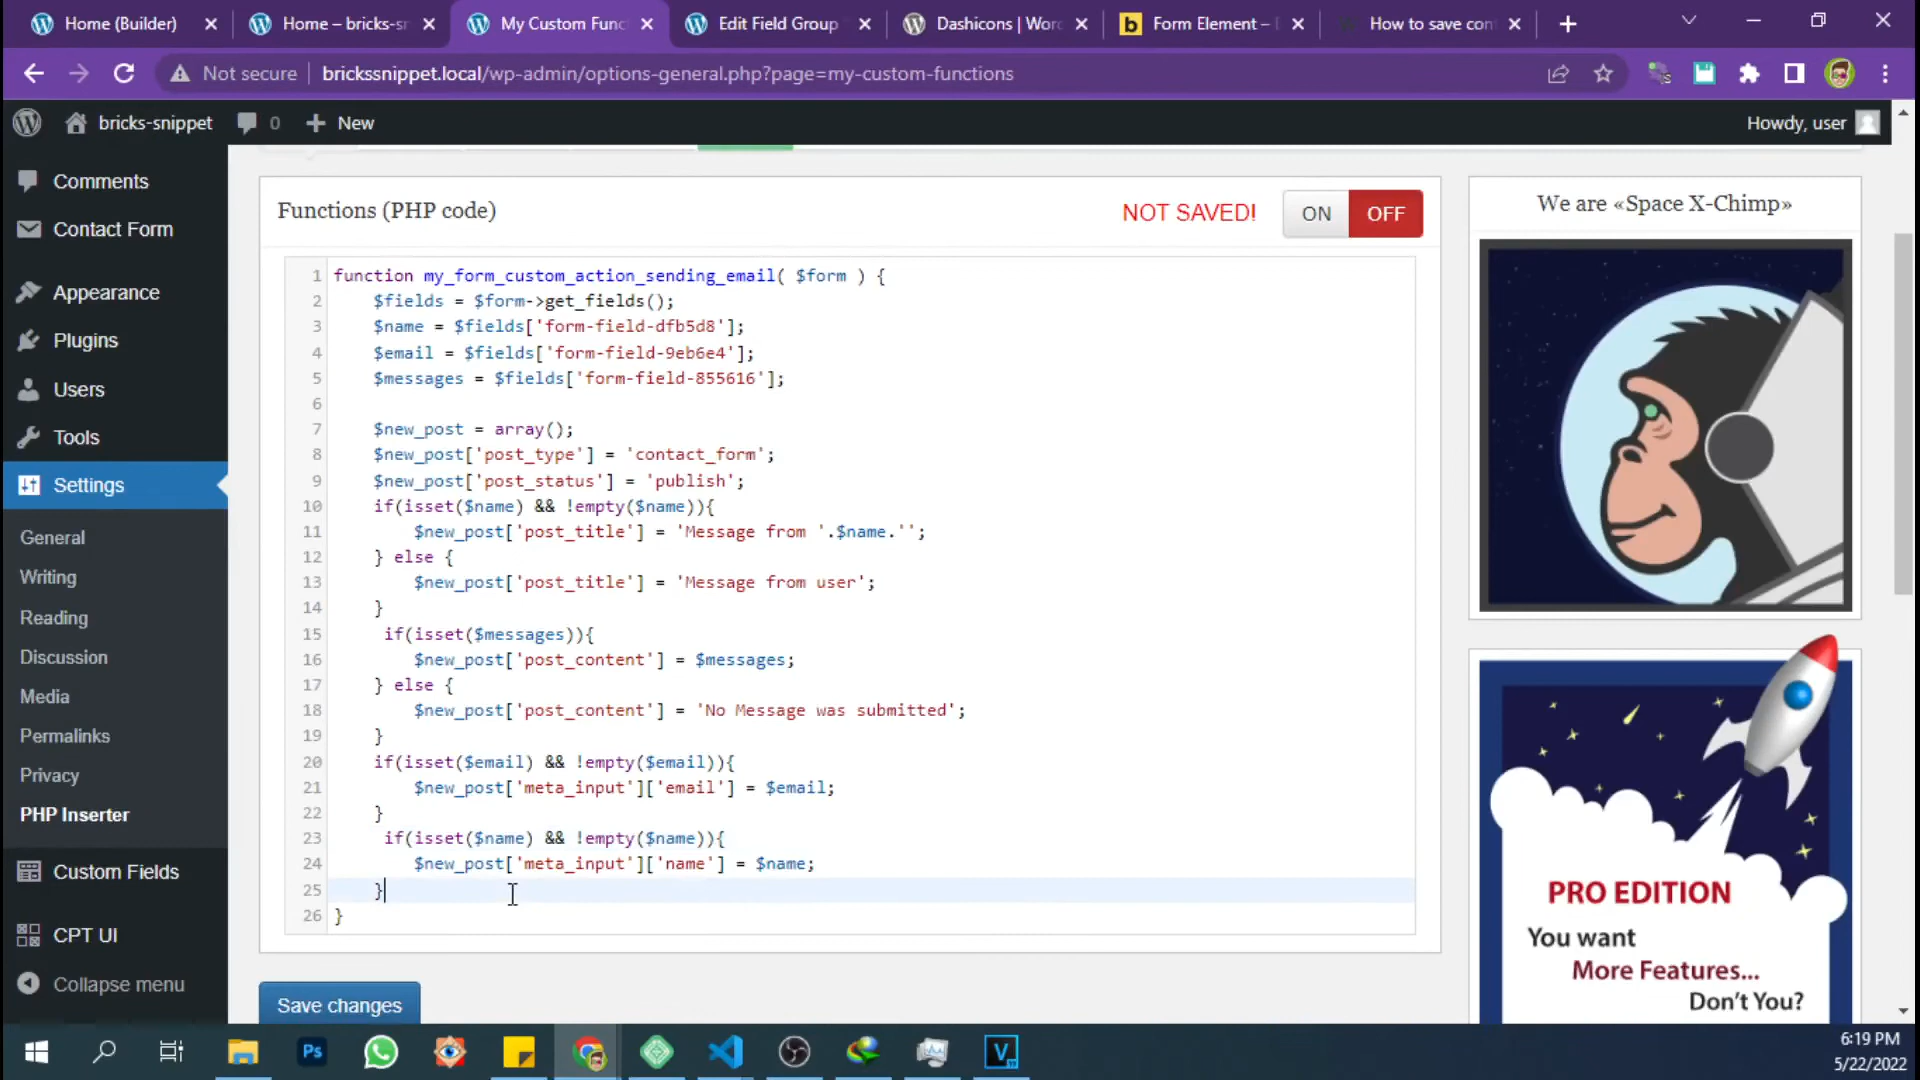 Home (Builder)
Home – bricks-sn
My Custom Func
Edit Field Group
Dashicons | Word
Form Element –
How to save con
Not secure
brickssnippet.local/wp-admin/options-general.php?page=my-custom-functions
bricks-snippet
0
New
Howdy, user
Comments
Contact Form
Appearance
Plugins
Users
Tools
Settings
General
Writing
Reading
Discussion
Media
Permalinks
Privacy
PHP Inserter
Custom Fields
CPT UI
Collapse menu
Functions (PHP code)
NOT SAVED!
ON
OFF
1 function my_form_custom_action_sending_email( $form ) {
2 $fields = $form->get_fields();
3 $name = $fields['form-field-dfb5d8'];
4 $email = $fields['form-field-9eb6e4'];
5 $messages = $fields['form-field-855616'];
6
7 $new_post = array();
8 $new_post['post_type'] = 'contact_form';
9 $new_post['post_status'] = 'publish';
10 if(isset($name) && !empty($name)){
11 $new_post['post_title'] = 'Message from '.$name.'';
12 } else {
13 $new_post['post_title'] = 'Message from user';
14 }
15 if(isset($messages)){
16 $new_post['post_content'] = $messages;
17 } else {
18 $new_post['post_content'] = 'No Message was submitted';
19 }
20 if(isset($email) && !empty($email)){
21 $new_post['meta_input']['email'] = $email;
22 }
23 if(isset($name) && !empty($name)){
24 $new_post['meta_input']['name'] = $name;
25 }
26 }
Save changes
We are «Space X-Chimp»
PRO EDITION
You want
More Features...
Don't You?
Ps
V
6:19 PM
5/22/2022